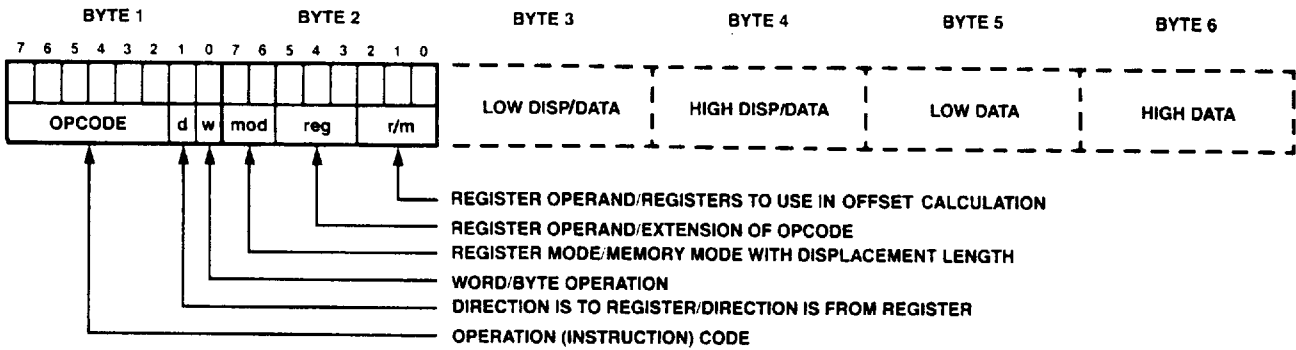 BYTE 1 BYTE 2 BYTE 3 BYTE 4 BYTE 5 BYTE 6
7 6 5 4 3 2 1 0 7 6 5 4 3 2 1 0
LOW DISP/DATA HIGH DISP/DATA LOW DATA HIGH DATA
OPCODE d w mod reg r/m
REGISTER OPERAND/REGISTERS TO USE IN OFFSET CALCULATION
REGISTER OPERAND/EXTENSION OF OPCODE
REGISTER MODE/MEMORY MODE WITH DISPLACEMENT LENGTH
WORD/BYTE OPERATION
DIRECTION IS TO REGISTER/DIRECTION IS FROM REGISTER
OPERATION (INSTRUCTION) CODE